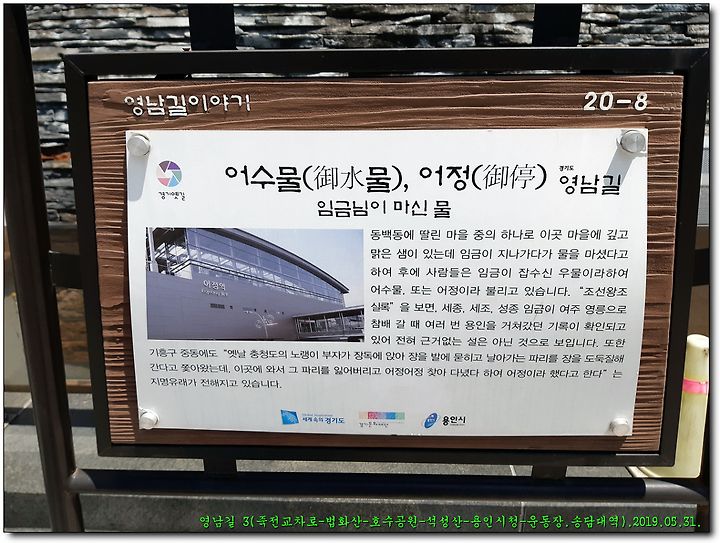 영남길이야기
20-8
경기옛길
어수물(御水물), 어정(御停)
경기도
영남길
임금님이 마신 물
동백동에 딸린 마을 중의 하나로 이곳 마을에 깊고
맑은 샘이 있는데 임금이 지나가다가 물을 마셨다고
하여 후에 사람들은 임금이 잡수신 우물이라하여
어수물, 또는 어정이라 불리고 있습니다. “조선왕조
실록”을 보면, 세종, 세조, 성종 임금이 여주 영릉으로
참배 갈 때 여러 번 용인을 거쳐갔던 기록이 확인되고
있어 전혀 근거없는 설은 아닌 것으로 보입니다. 또한
기흥구 중동에도 “옛날 충청도의 노랭이 부자가 장독에 앉아 장을 발에 묻히고 날아가는 파리를 장을 도둑질해
간다고 쫓아왔는데, 이곳에 와서 그 파리를 잃어버리고 어정어정 찾아 다녔다 하여 어정이라 했다고 한다”는
지명유래가 전해지고 있습니다.
어정역
세계속의 경기도
경기문화재단
용인시
영남길 3(죽전교차로-법화산-호수공원-석성산-용인시청-운동장.송담대역).2019.05.31.